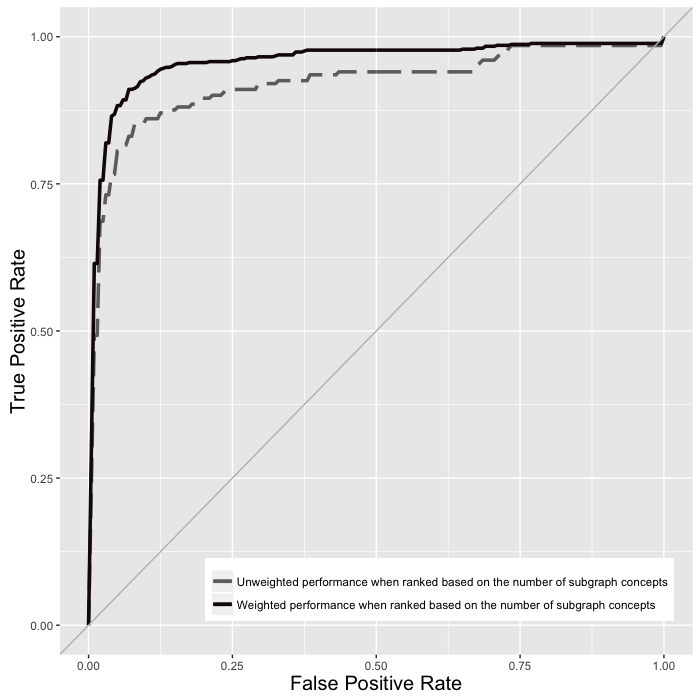 1.00
0.75
0.50
0.25
0.00
True Positive Rate
Unweighted performance when ranked based on the number of subgraph concepts
Weighted performance when ranked based on the number of subgraph concepts
0.00 0.25 0.50 0.75 1.00
False Positive Rate